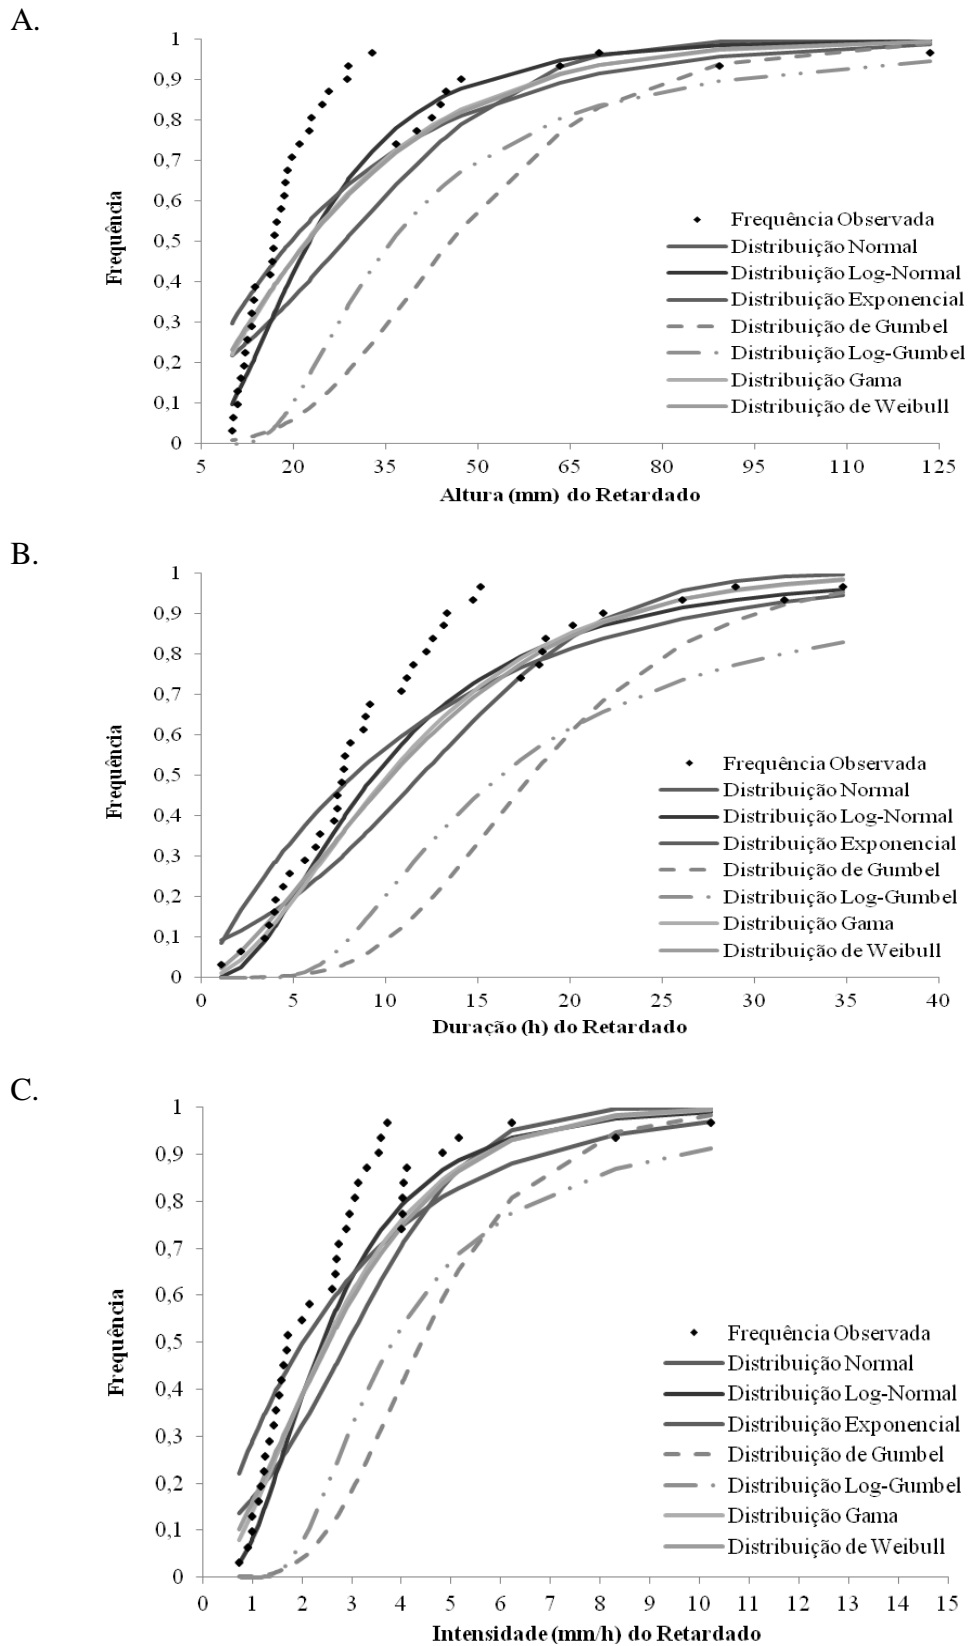 A.
1
0,9
0,8
0,7
0,6
0,5
0,4
0,3
0,2
0,1
0
Frequência
Frequência Observada
Distribuição Normal
Distribuição Log-Normal
Distribuição Exponencial
Distribuição de Gumbel
Distribuição Log-Gumbel
Distribuição Gama
Distribuição de Weibull
5 20 35 50 65 80 95 110 125
Altura (mm) do Retardado
B.
1
0,9
0,8
0,7
0,6
0,5
0,4
0,3
0,2
0,1
0
Frequência
Frequência Observada
Distribuição Normal
Distribuição Log-Normal
Distribuição Exponencial
Distribuição de Gumbel
Distribuição Log-Gumbel
Distribuição Gama
Distribuição de Weibull
0 5 10 15 20 25 30 35 40
Duração (h) do Retardado
C.
1
0,9
0,8
0,7
0,6
0,5
0,4
0,3
0,2
0,1
0
Frequência
Frequência Observada
Distribuição Normal
Distribuição Log-Normal
Distribuição Exponencial
Distribuição de Gumbel
Distribuição Log-Gumbel
Distribuição Gama
Distribuição de Weibull
0 1 2 3 4 5 6 7 8 9 10 11 12 13 14 15
Intensidade (mm/h) do Retardado